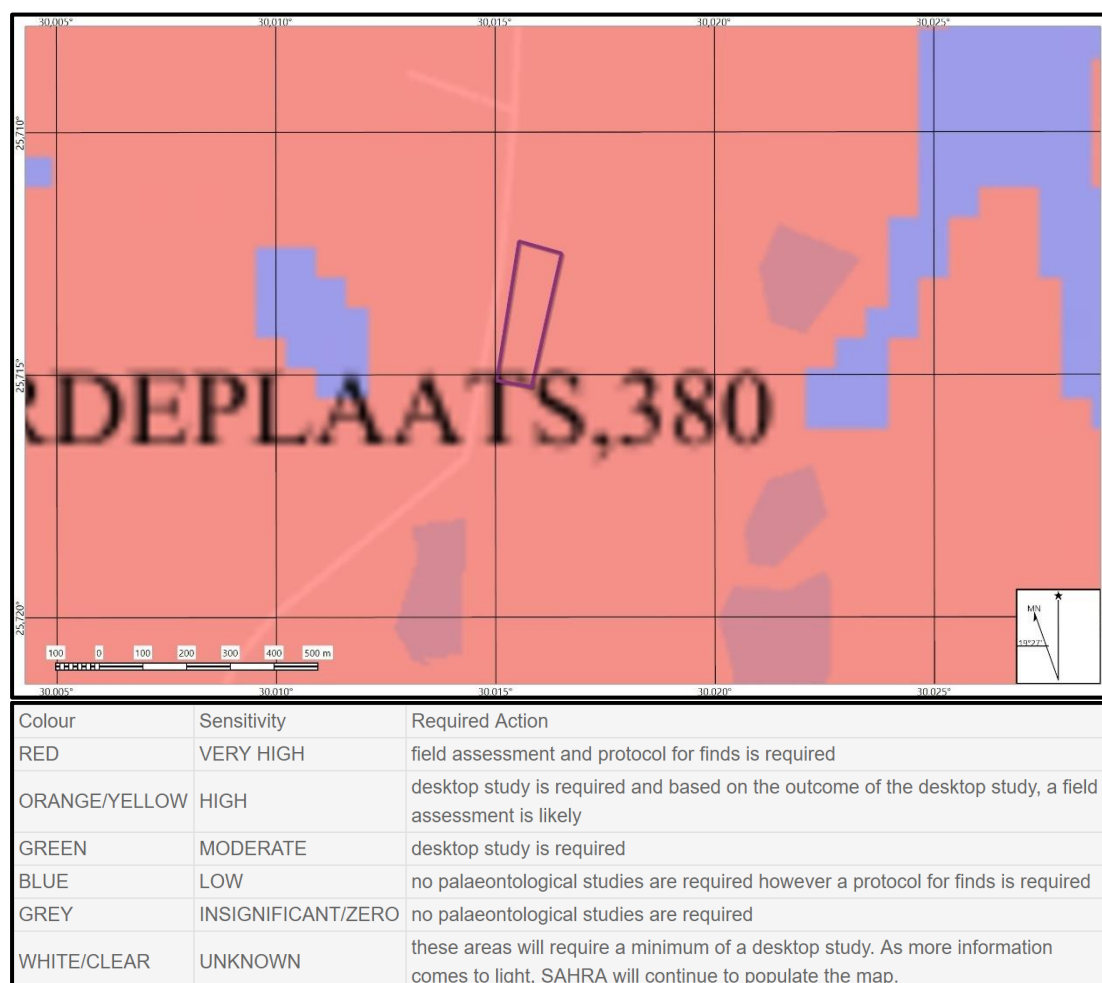 30.005° 30.010° 30.015° 30.020° 30.025°
25.710°
25.715°
RDEPLAATS,380
25.720°
MN
19°27'
100 0 100 200 300 400 500 m
30.005° 30.010° 30.015° 30.020° 30.025°
Colour Sensitivity Required Action
RED VERY HIGH field assessment and protocol for finds is required
ORANGE/YELLOW HIGH desktop study is required and based on the outcome of the desktop study, a field
assessment is likely
GREEN MODERATE desktop study is required
BLUE LOW no palaeontological studies are required however a protocol for finds is required
GREY INSIGNIFICANT/ZERO no palaeontological studies are required
WHITE/CLEAR UNKNOWN these areas will require a minimum of a desktop study. As more information
comes to light, SAHRA will continue to populate the map.